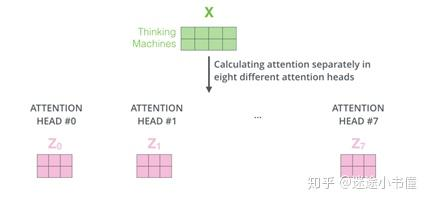 X
Thinking
Machines
Calculating attention separately in
eight different attention heads
ATTENTION
HEAD #0
ATTENTION
HEAD #1
...
ATTENTION
HEAD #7
Z0
Z1
Z7
知乎 @迷途小书僮